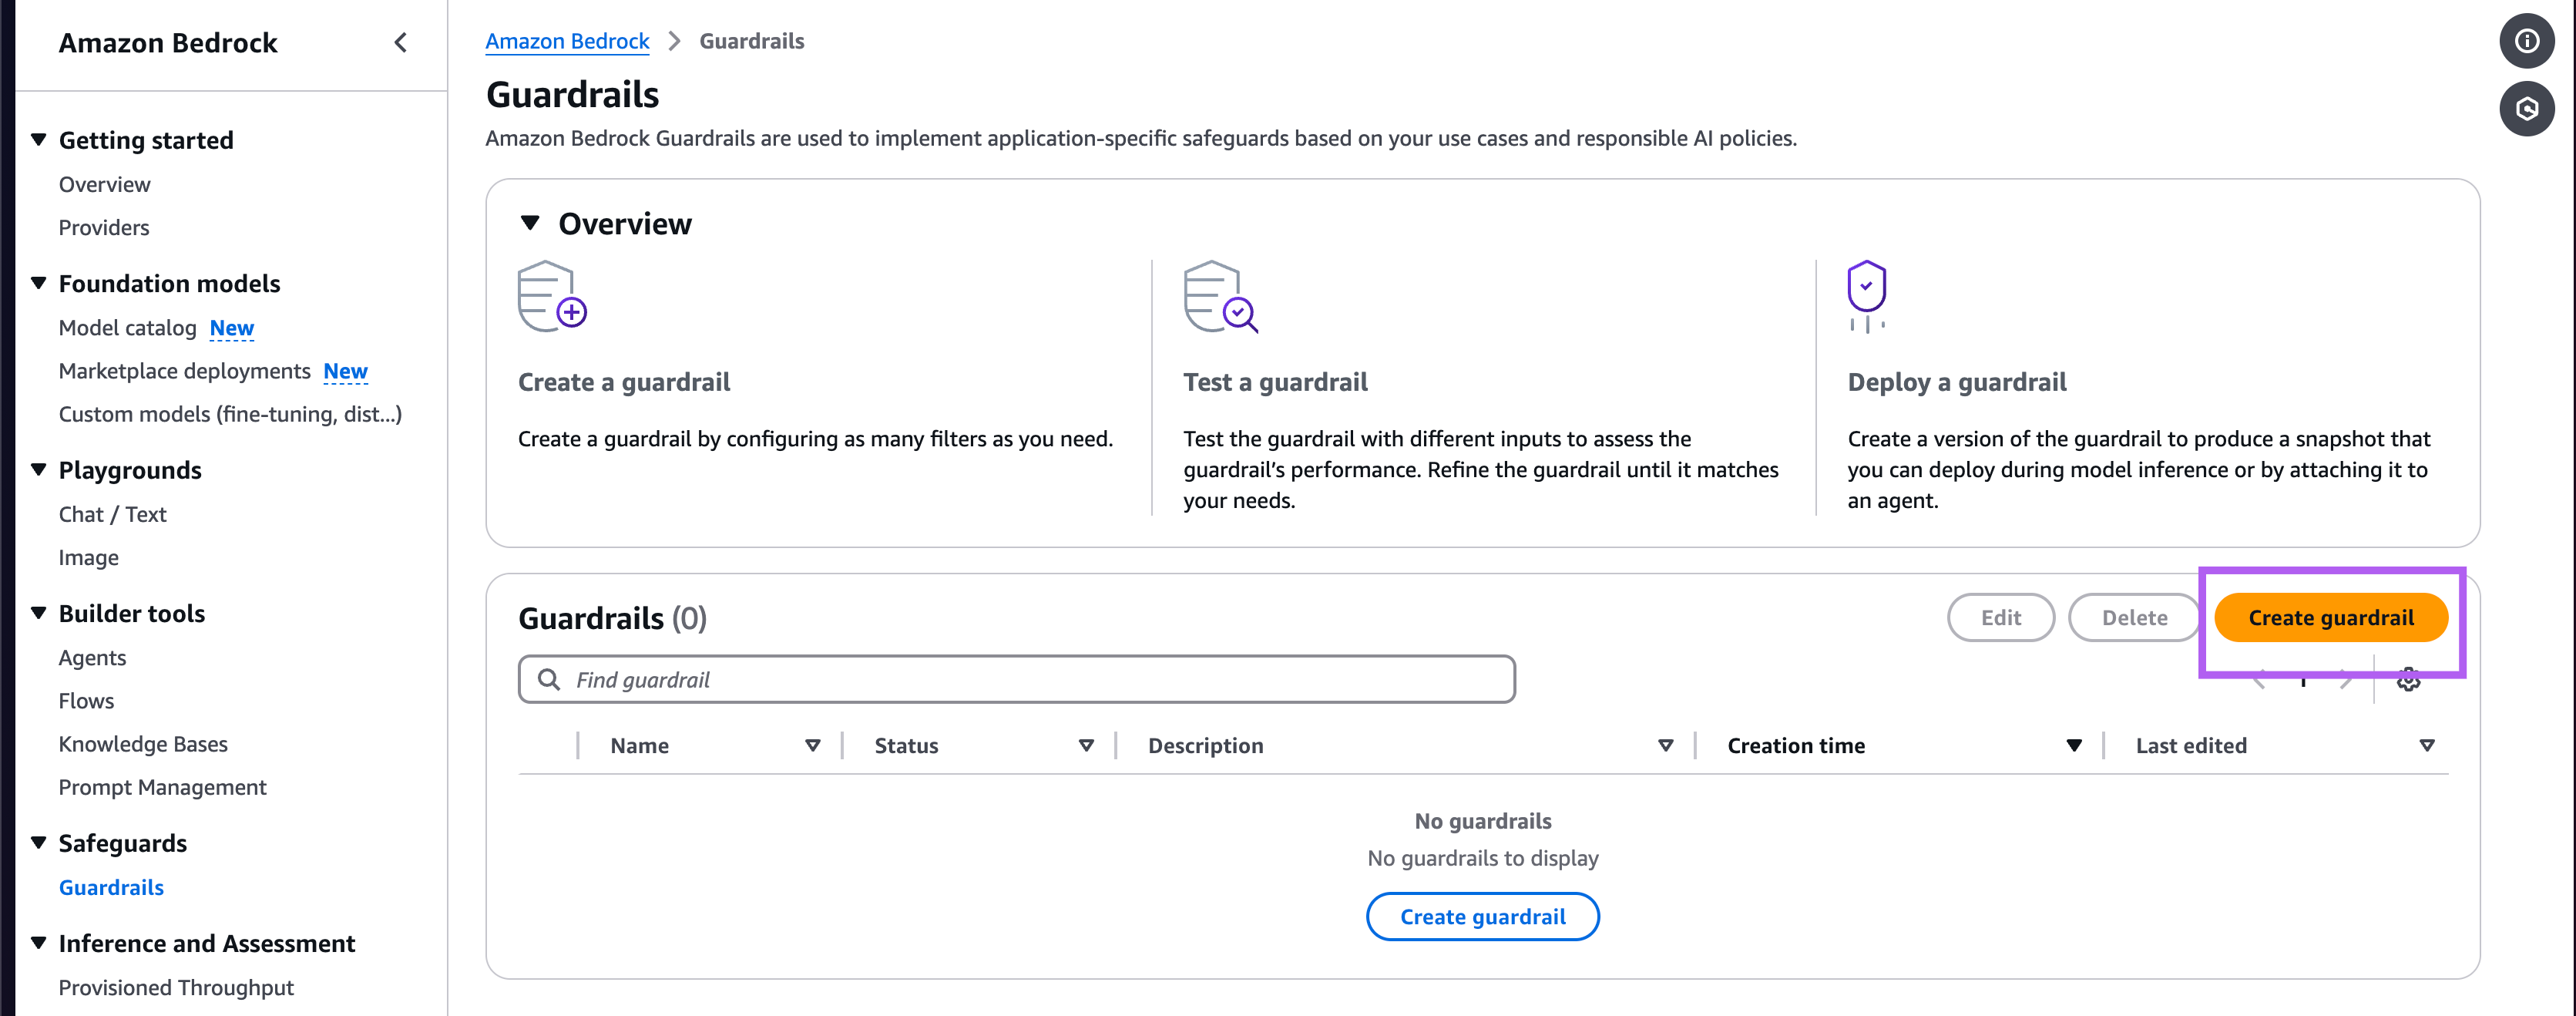 Amazon Bedrock
Getting started
Overview
Providers
Foundation models
Model catalog New
Marketplace deployments New
Custom models (fine-tuning, dist...)
Playgrounds
Chat / Text
Image
Builder tools
Agents
Flows
Knowledge Bases
Prompt Management
Safeguards
Guardrails
Inference and Assessment
Provisioned Throughput
Amazon Bedrock > Guardrails
Guardrails
Amazon Bedrock Guardrails are used to implement application-specific safeguards based on your use cases and responsible AI policies.
Overview
Create a guardrail
Create a guardrail by configuring as many filters as you need.
Test a guardrail
Test the guardrail with different inputs to assess the
guardrail’s performance. Refine the guardrail until it matches
your needs.
Deploy a guardrail
Create a version of the guardrail to produce a snapshot that
you can deploy during model inference or by attaching it to
an agent.
Guardrails (0)
Edit Delete Create guardrail
Find guardrail
1
Name Status Description Creation time Last edited
No guardrails
No guardrails to display
Create guardrail